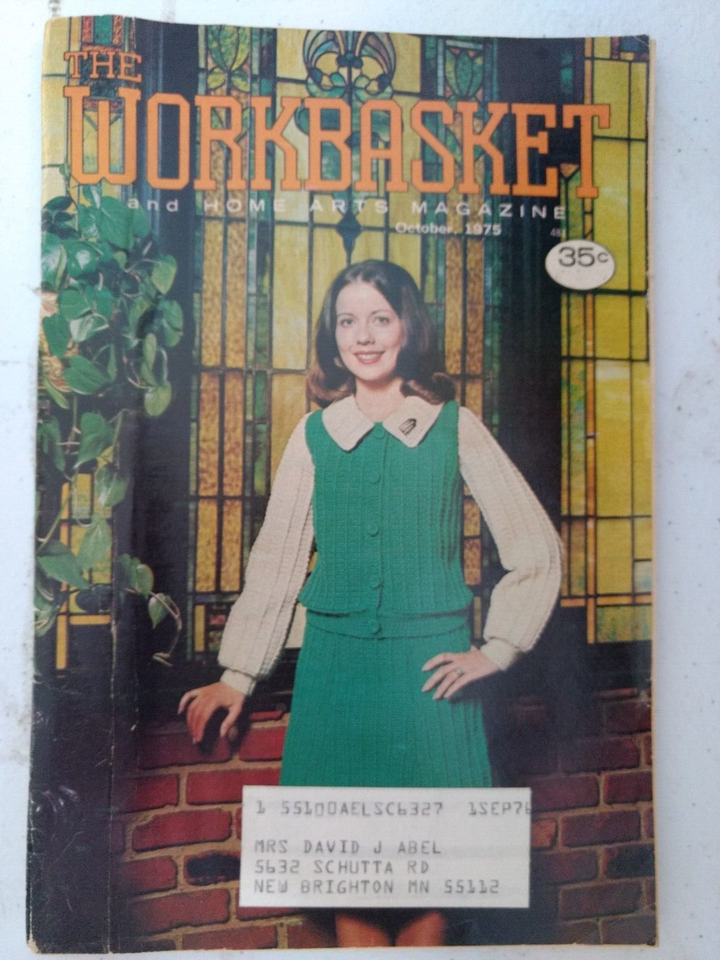 THE
WORKBASKET
and HOME ARTS MAGAZINE
October, 1975
35c
1 55100AELSC6327 1SEP76
MRS DAVID J ABEL
5632 SCHUTTA RD
NEW BRIGHTON MN 55112